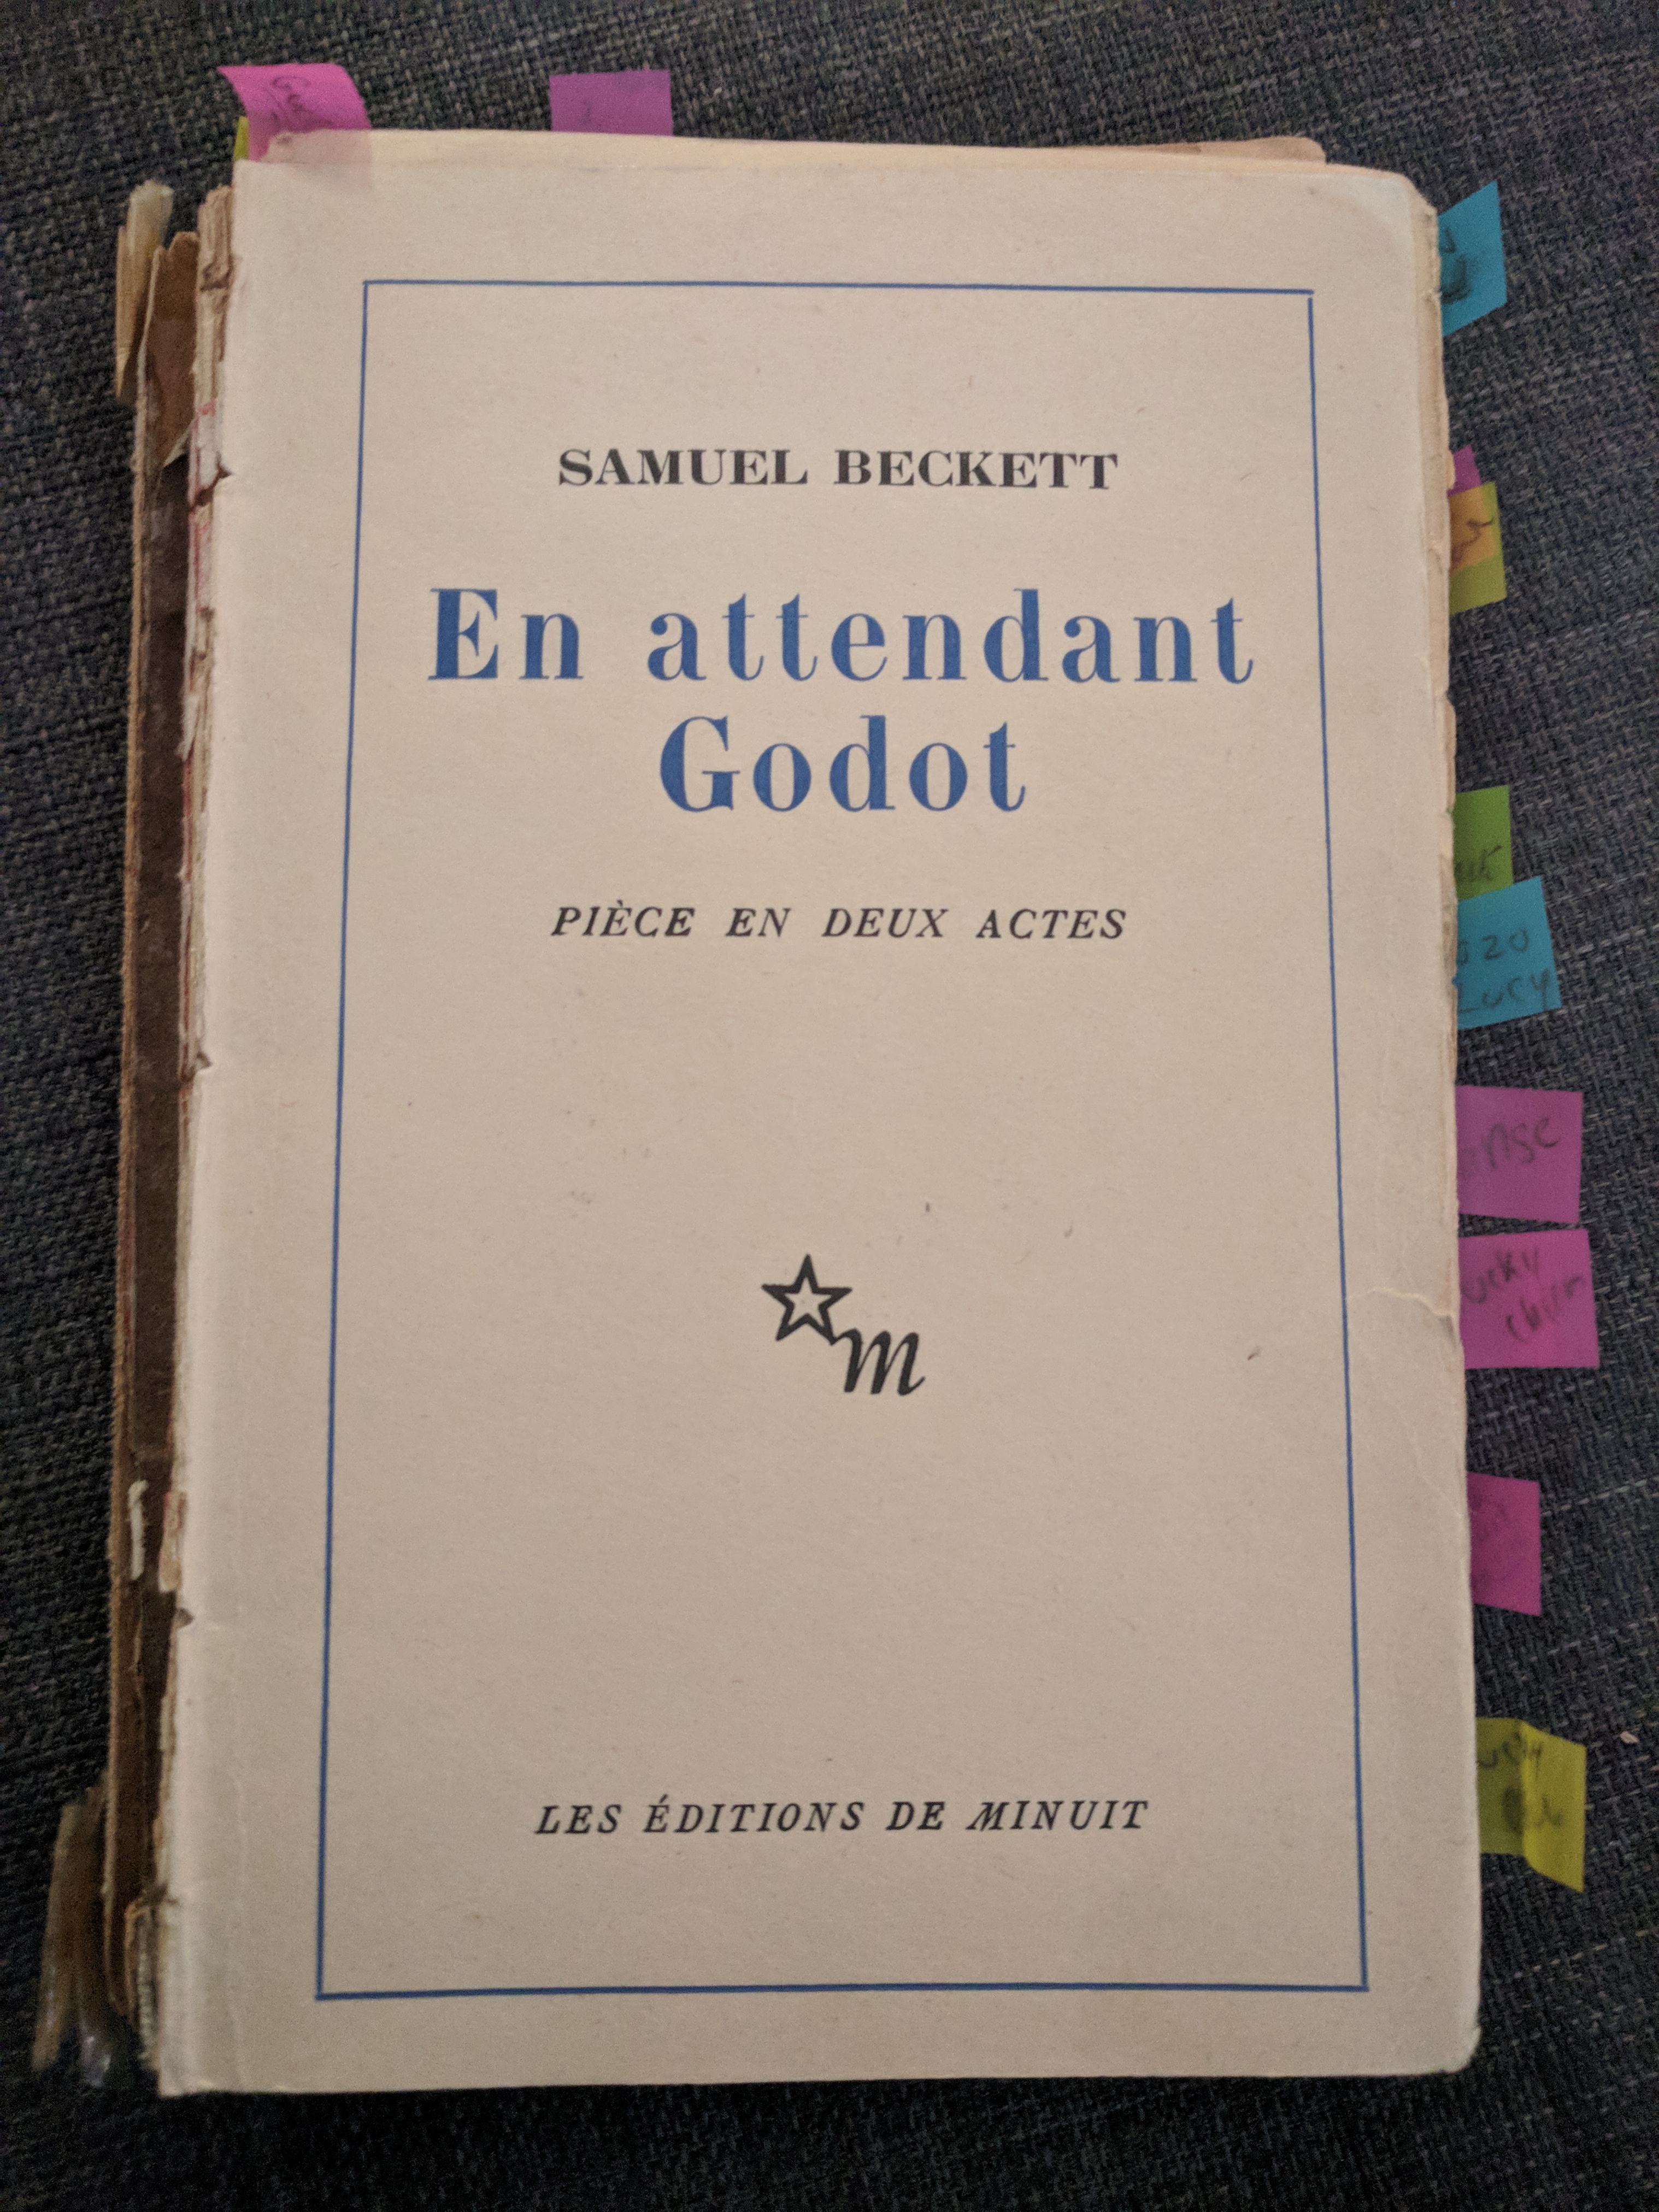 SAMUEL BECKETT
En attendant
Godot
PIÈCE EN DEUX ACTES
m
LES ÉDITIONS DE MINUIT